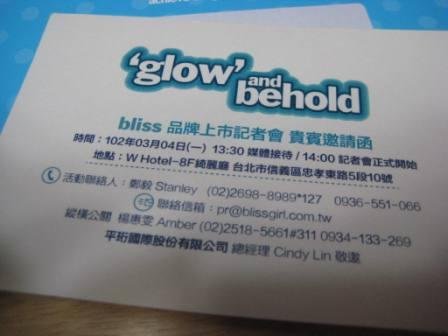 ‘glow’ and behold
bliss 品牌上市記者會 貴賓邀請函
時間：102年03月04日(一) 13:30 媒體接待 / 14:00 記者會正式開始
地點：W Hotel-8F綺麗廳 台北市信義區忠孝東路5段10號
活動聯絡人：鄭毅 Stanley (02)2698-8989*127 0936-551-066
聯絡信箱：pr@blissgirl.com.tw
縱橫公關 楊惠雯 Amber (02)2518-5661#311 0934-133-269
平珩國際股份有限公司 總經理 Cindy Lin 敬邀